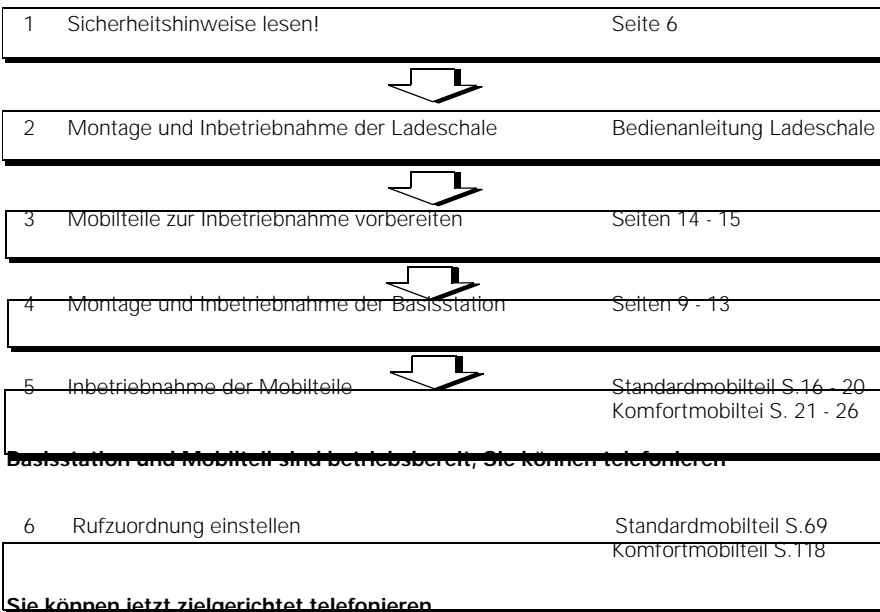 1 Sicherheitshinweise lesen! Seite 6
2 Montage und Inbetriebnahme der Ladeschale Bedienanleitung Ladeschale
3 Mobilteile zur Inbetriebnahme vorbereiten Seiten 14 - 15
4 Montage und Inbetriebnahme der Basisstation Seiten 9 - 13
5 Inbetriebnahme der Mobilteile Standardmobilteil S.16 - 20
Komfortmobiltei S. 21 - 26
Basisstation und Mobilteil sind betriebsbereit, Sie können telefonieren
6 Rufzuordnung einstellen Standardmobilteil S.69
Komfortmobilteil S.118
Sie können jetzt zielgerichtet telefonieren